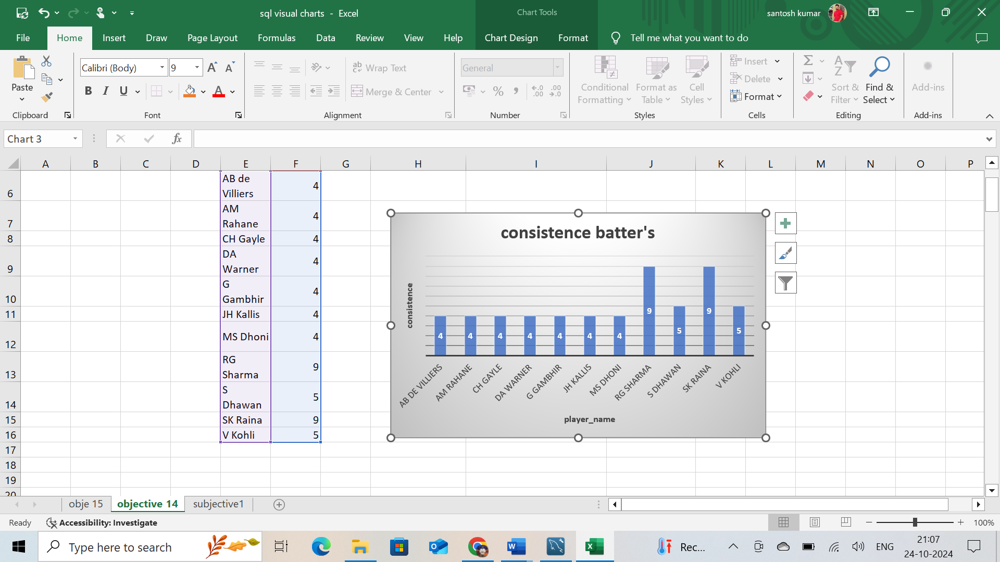 sql visual charts - Excel
Chart Tools
santosh kumar
File Home Insert Draw Page Layout Formulas Data Review View Help Chart Design Format Tell me what you want to do
Paste
Clipboard
Calibri (Body) 9
A A
B I U A
Font
ab Wrap Text
Merge & Center
Alignment
General
% 9 .0 .00
Number
Conditional Formatting
Format as Table
Cell Styles
Styles
Insert
Delete
Format
Cells
Sort & Filter
Find & Select
Editing
Add-ins
Add-ins
Chart 3
fx
A B C D E F G H I J K L M N O P
6 AB de Villiers 4
7 AM Rahane 4
8 CH Gayle 4
9 DA Warner 4
10 G Gambhir 4
11 JH Kallis 4
12 MS Dhoni 4
13 RG Sharma 9
14 S Dhawan 5
15 SK Raina 9
16 V Kohli 5
17
18
19
20
consistence batter's
consistence
4 4 4 4 4 4 4 9 5 9 5
AB DE VILLIERS
AM RAHANE
CH GAYLE
DA WARNER
G GAMBHIR
JH KALLIS
MS DHONI
RG SHARMA
S DHAWAN
SK RAINA
V KOHLI
player_name
obje 15 objective 14 subjective1
Ready Accessibility: Investigate
100%
Type here to search
Rec...
ENG
21:07
24-10-2024